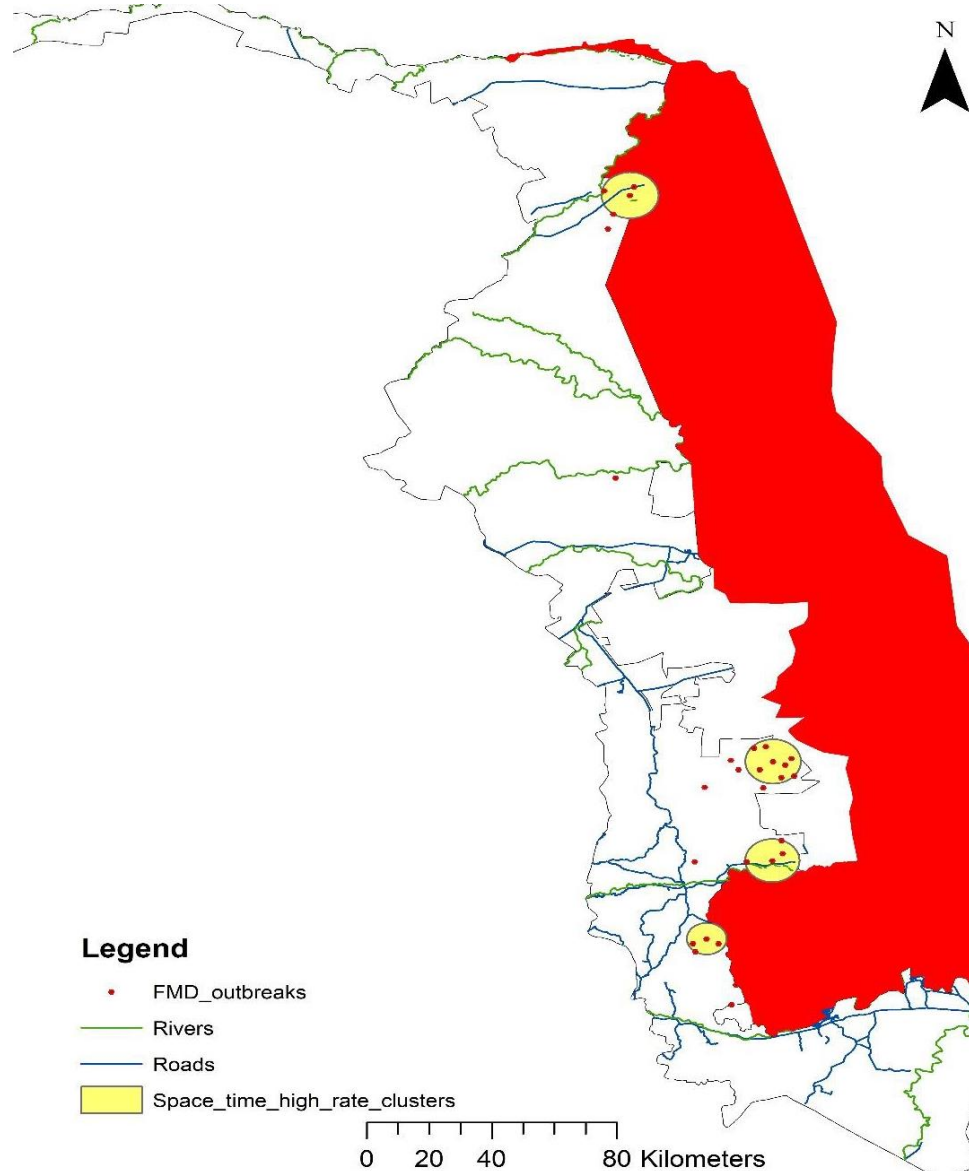 N
Legend
FMD_outbreaks
Rivers
Roads
Space_time_high_rate_clusters
0 20 40 80 Kilometers